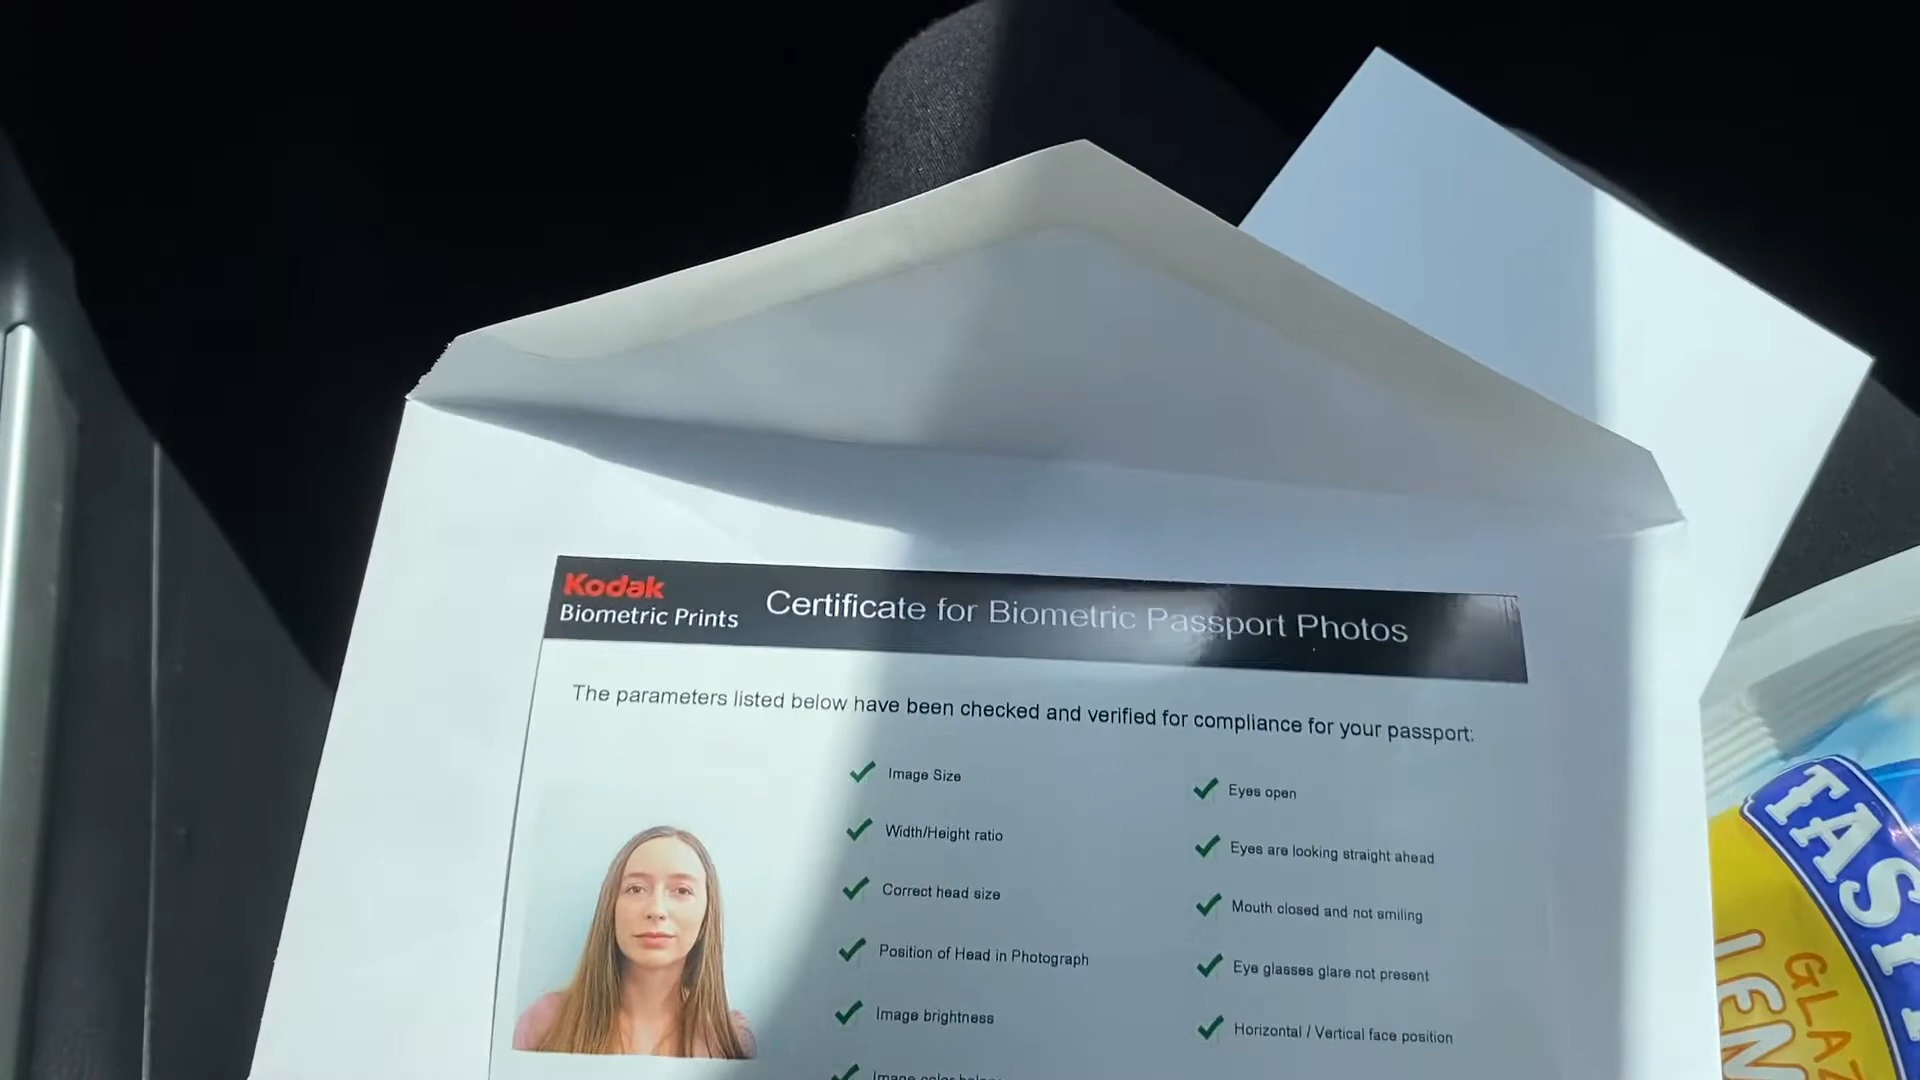 Kodak
Biometric Prints
Certificate for Biometric Passport Photos
The parameters listed below have been checked and verified for compliance for your passport:
Image Size
Width/Height ratio
Correct head size
Position of Head in Photograph
Image brightness
Image color
Eyes open
Eyes are looking straight ahead
Mouth closed and not smiling
Eye glasses glare not present
Horizontal / Vertical face position